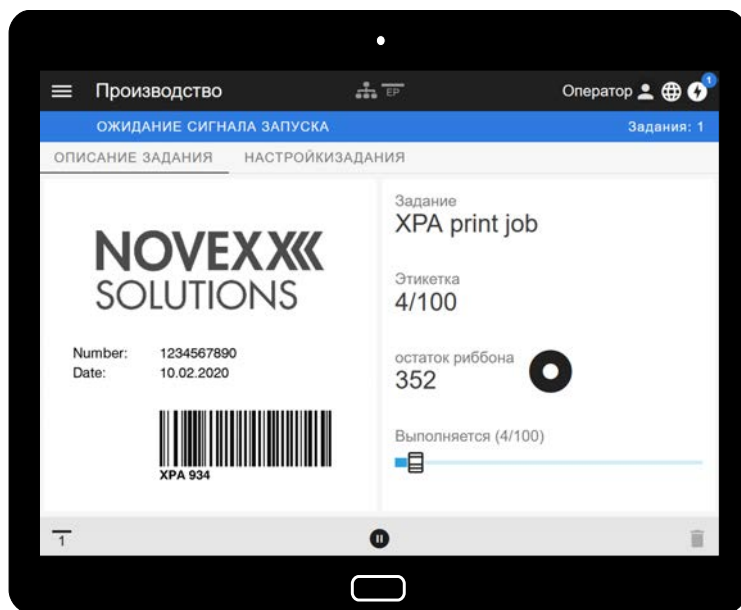 Производство EP Оператор 1
ОЖИДАНИЕ СИГНАЛА ЗАПУСКА Задания: 1
ОПИСАНИЕ ЗАДАНИЯ НАСТРОЙКИЗАДАНИЯ
NOVEXX
SOLUTIONS
Number: 1234567890
Date: 10.02.2020
XPA 934
Задание
XPA print job
Этикетка
4/100
остаток риббона
352
Выполняется (4/100)
1